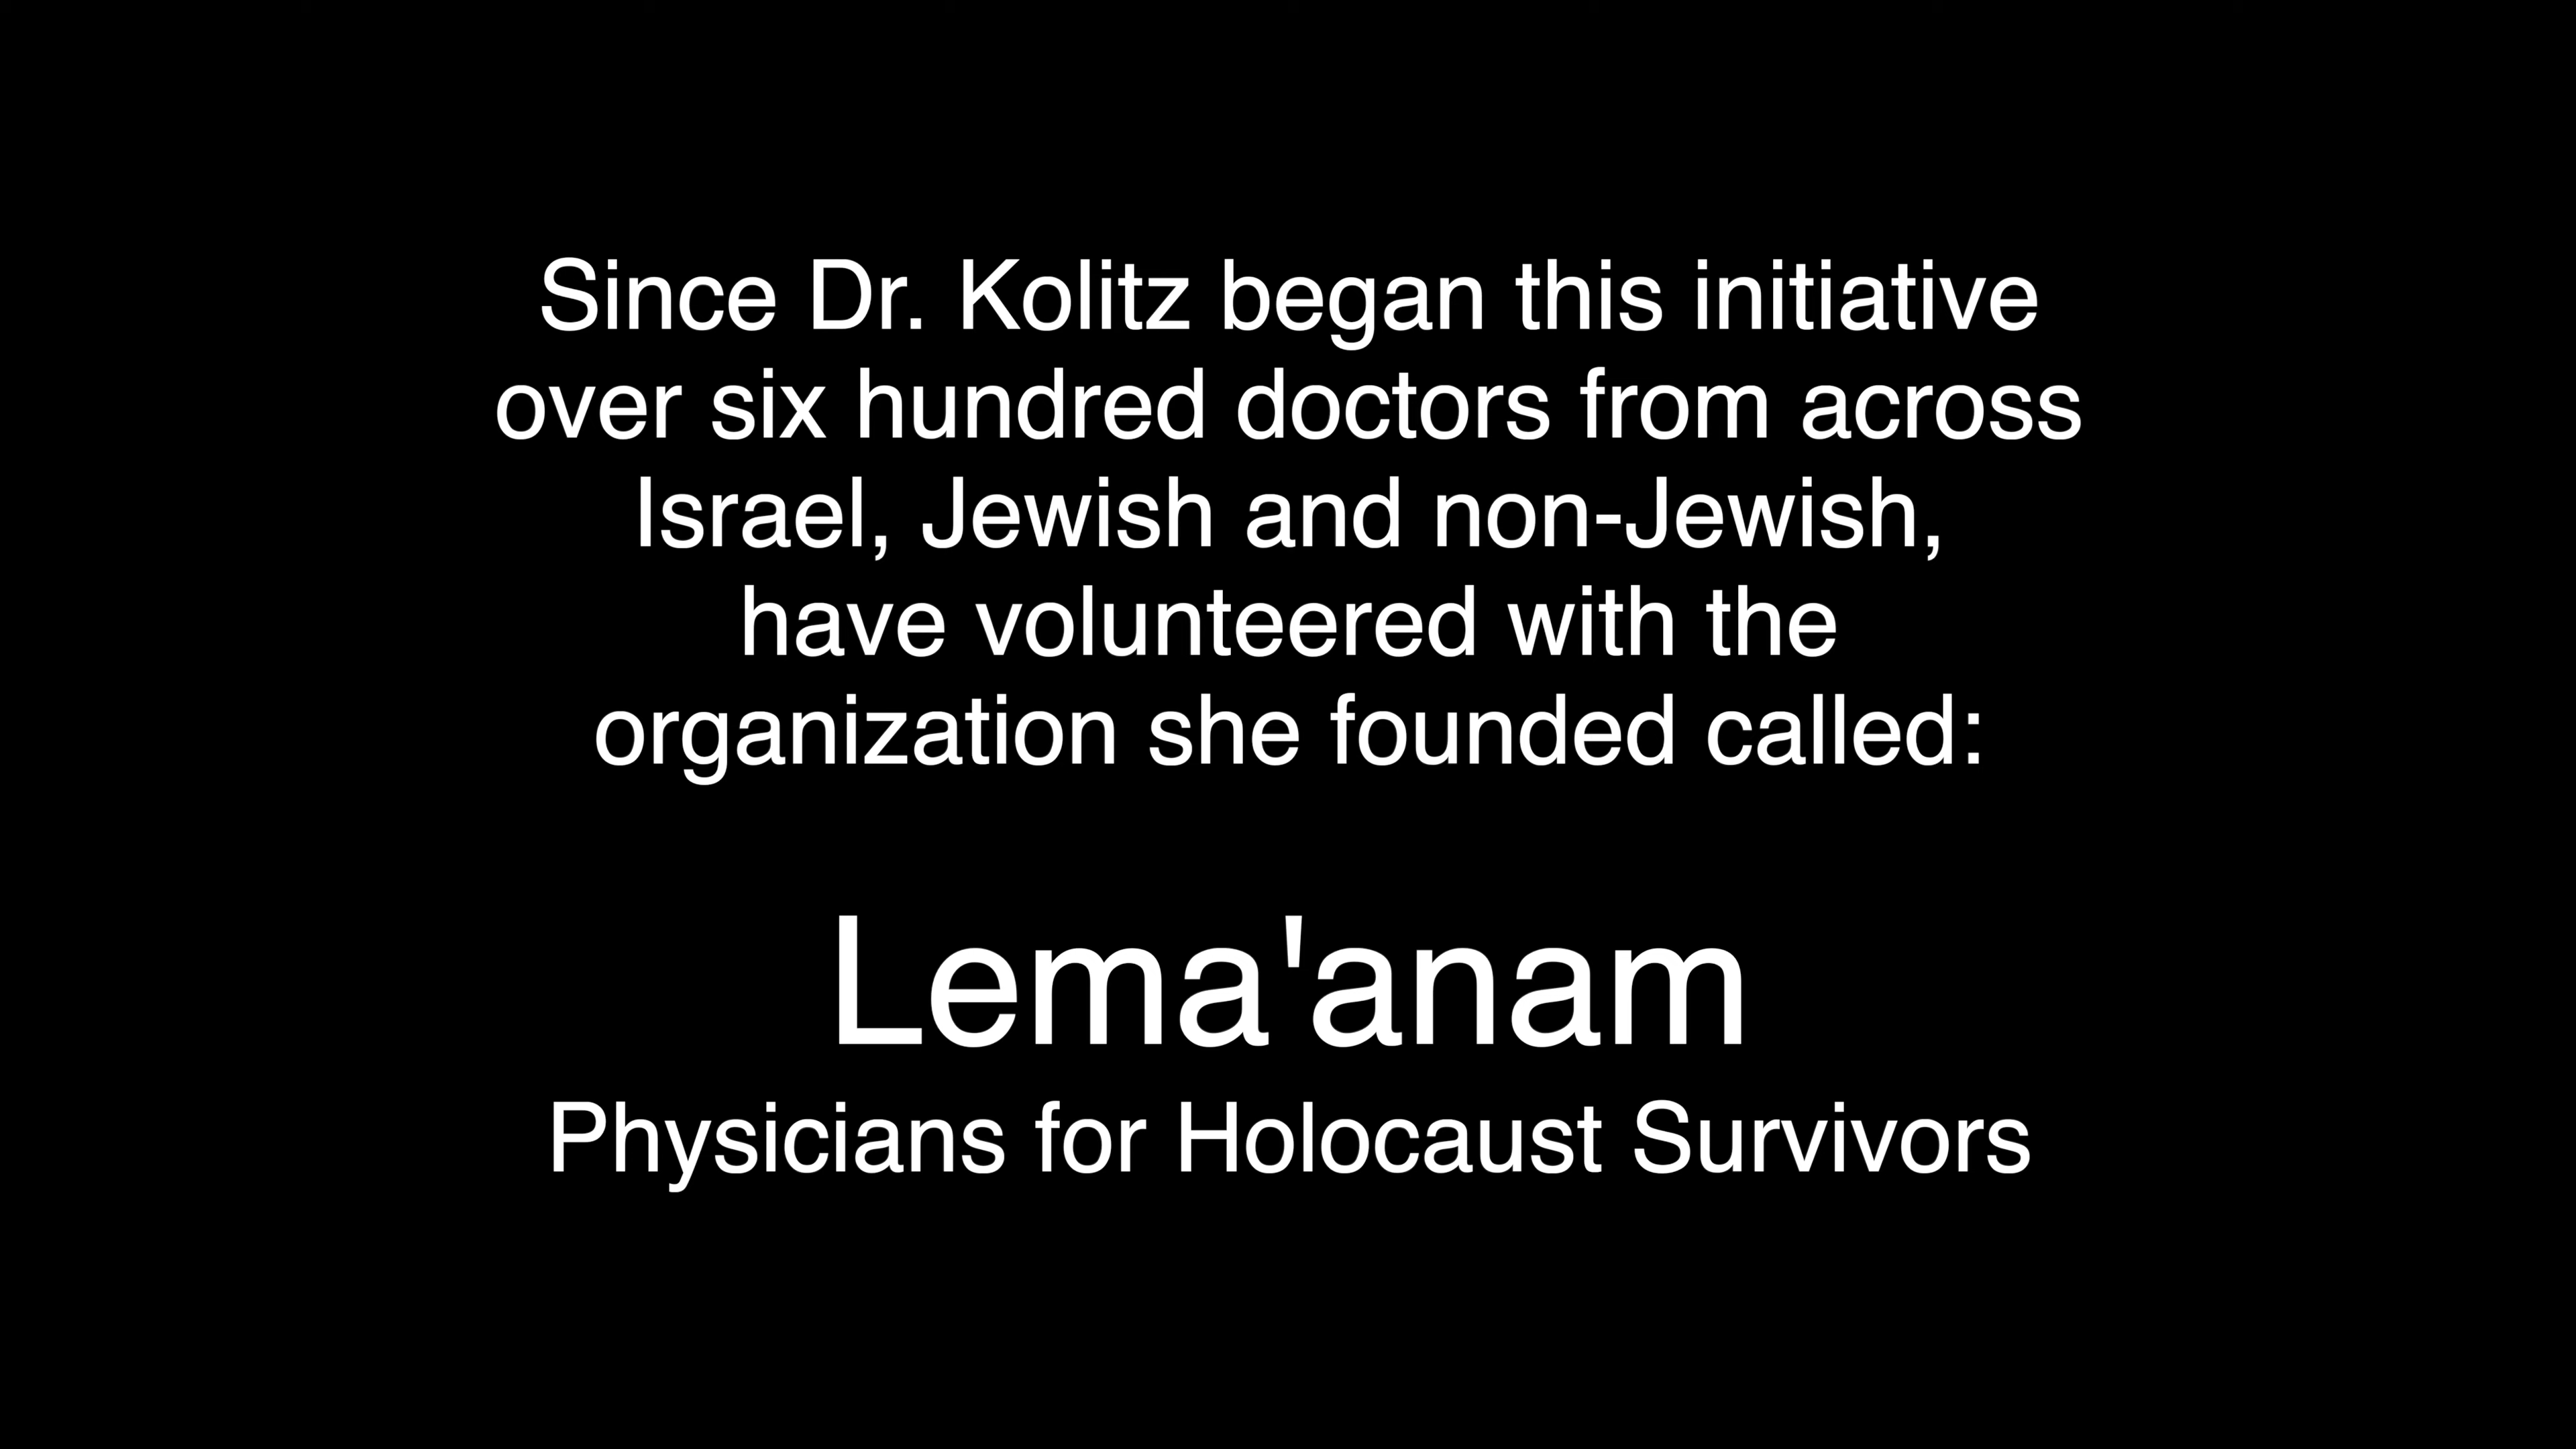 Since Dr. Kolitz began this initiative
over six hundred doctors from across
Israel, Jewish and non-Jewish,
have volunteered with the
organization she founded called:
Lema'anam
Physicians for Holocaust Survivors